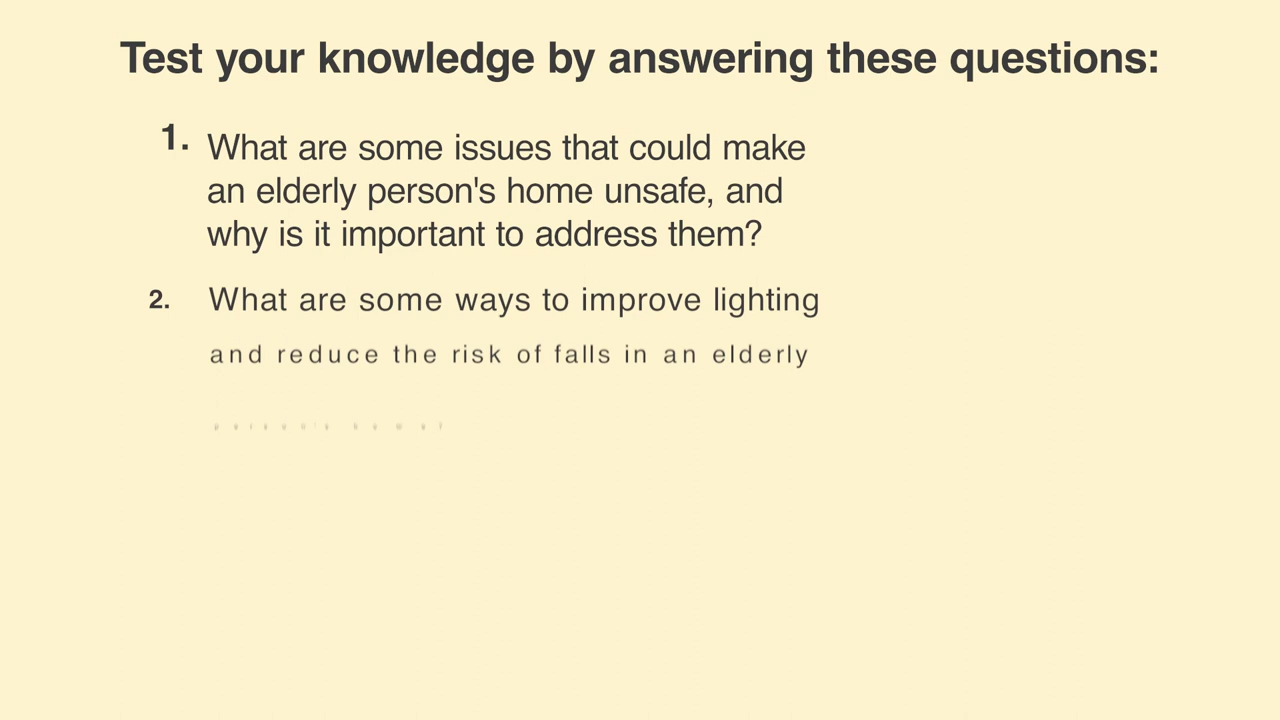 Test your knowledge by answering these questions:
1. What are some issues that could make
an elderly person's home unsafe, and
why is it important to address them?
2. What are some ways to improve lighting
and reduce the risk of falls in an elderly